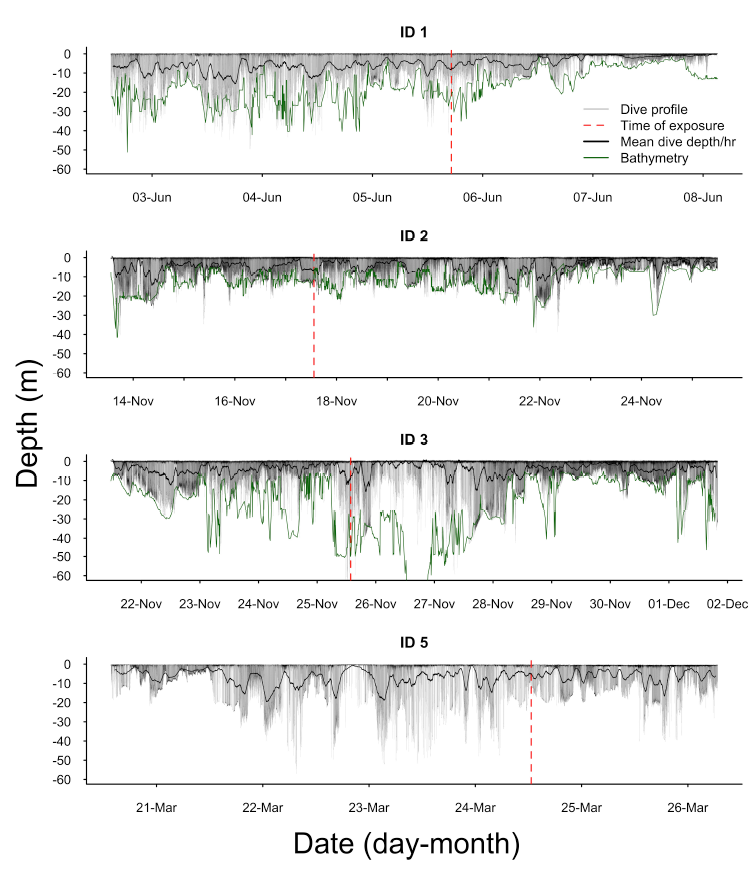 ID 1
0
-10
-20
-30
-40
-50
-60
Dive profile
Time of exposure
Mean dive depth/hr
Bathymetry
03-Jun 04-Jun 05-Jun 06-Jun 07-Jun 08-Jun
ID 2
0
-10
-20
-30
-40
-50
-60
14-Nov 16-Nov 18-Nov 20-Nov 22-Nov 24-Nov
Depth (m)
ID 3
0
-10
-20
-30
-40
-50
-60
22-Nov 23-Nov 24-Nov 25-Nov 26-Nov 27-Nov 28-Nov 29-Nov 30-Nov 01-Dec 02-Dec
ID 5
0
-10
-20
-30
-40
-50
-60
21-Mar 22-Mar 23-Mar 24-Mar 25-Mar 26-Mar
Date (day-month)